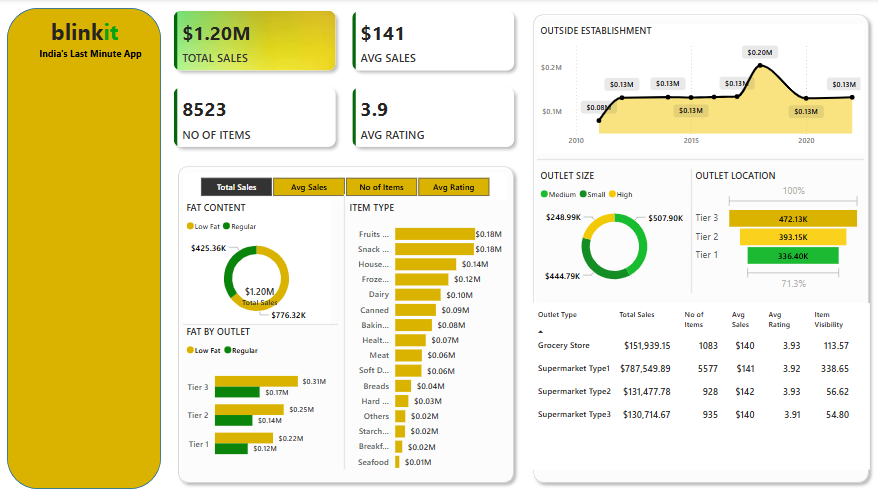 blinkit
India's Last Minute App
$1.20M
TOTAL SALES
$141
AVG SALES
8523
NO OF ITEMS
3.9
AVG RATING
Total Sales
Avg Sales
No of Items
Avg Rating
FAT CONTENT
Low Fat
Regular
$425.36K
$1.20M
Total Sales
$776.32K
FAT BY OUTLET
Low Fat
Regular
Tier 3
$0.31M
$0.17M
Tier 2
$0.25M
$0.14M
Tier 1
$0.22M
$0.12M
ITEM TYPE
Fruits ... $0.18M
Snack ... $0.18M
House... $0.14M
Froze... $0.12M
Dairy $0.10M
Canned $0.09M
Bakin... $0.08M
Healt... $0.07M
Meat $0.06M
Soft D... $0.06M
Breads $0.04M
Hard ... $0.03M
Others $0.02M
Starch... $0.02M
Breakf... $0.02M
Seafood $0.01M
OUTSIDE ESTABLISHMENT
$0.2M
$0.1M
$0.08M
$0.13M
$0.13M
$0.13M
$0.13M
$0.20M
$0.13M
$0.13M
2010
2015
2020
OUTLET SIZE
Medium
Small
High
$248.99K
$507.90K
$444.79K
OUTLET LOCATION
100%
Tier 3 472.13K
Tier 2 393.15K
Tier 1 336.40K
71.3%
Outlet Type Total Sales No of Items Avg Sales Avg Rating Item Visibility
Grocery Store $151,939.15 1083 $140 3.93 113.57
Supermarket Type1 $787,549.89 5577 $141 3.92 338.65
Supermarket Type2 $131,477.78 928 $142 3.93 56.62
Supermarket Type3 $130,714.67 935 $140 3.91 54.80